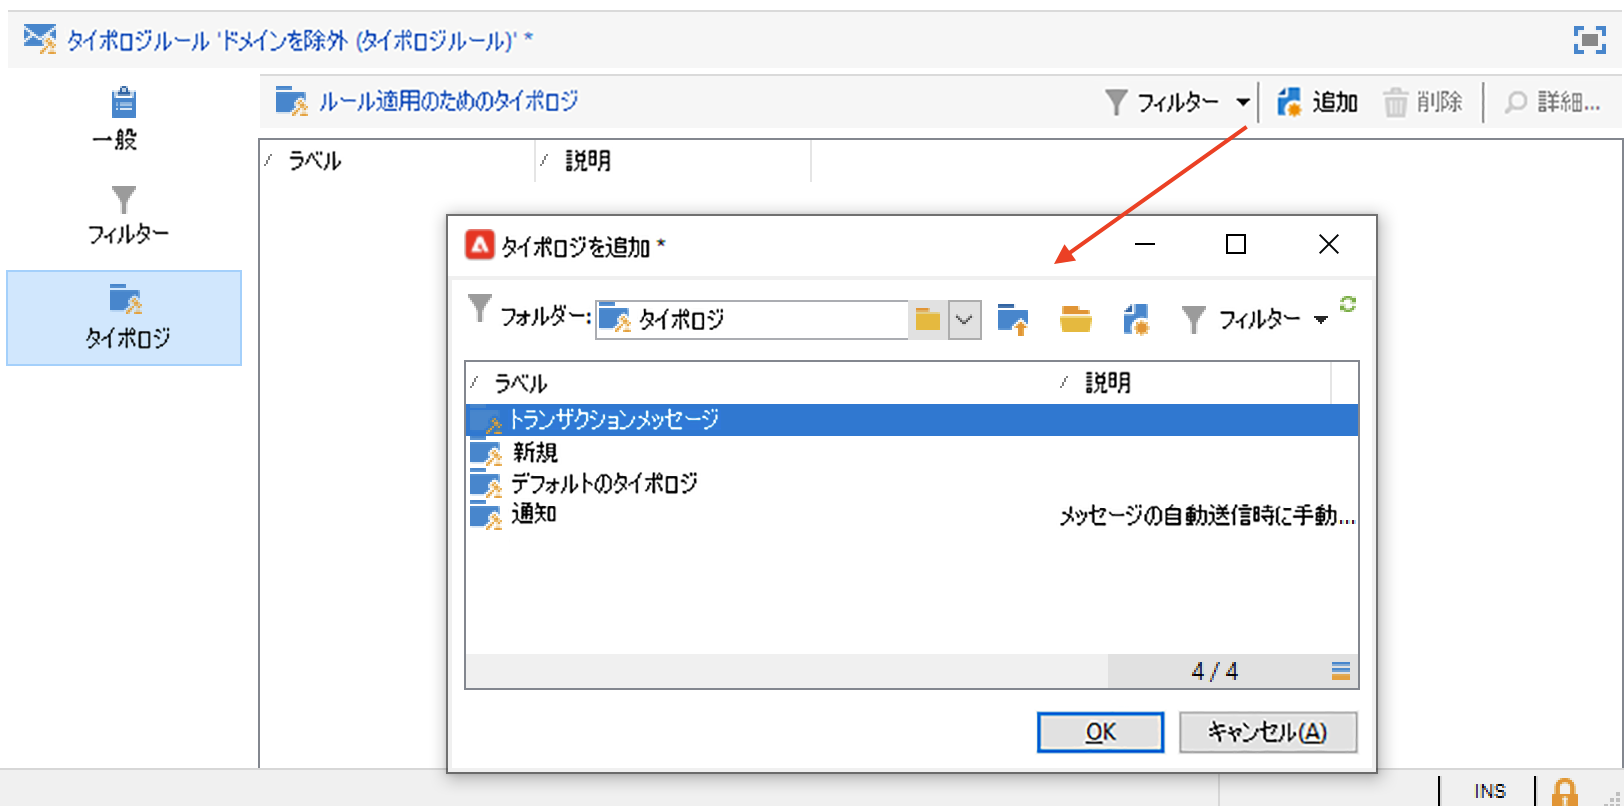 タイポロジルール 'ドメインを除外 (タイポロジルール)' *
一般
フィルター
タイポロジ
ルール適用のためのタイポロジ
フィルター
追加
削除
詳細...
ラベル
説明
タイポロジを追加 *
フォルダー:
タイポロジ
フィルター
ラベル
説明
トランザクションメッセージ
新規
デフォルトのタイポロジ
通知
メッセージの自動送信時に手動...
4 / 4
OK
キャンセル(A)
INS